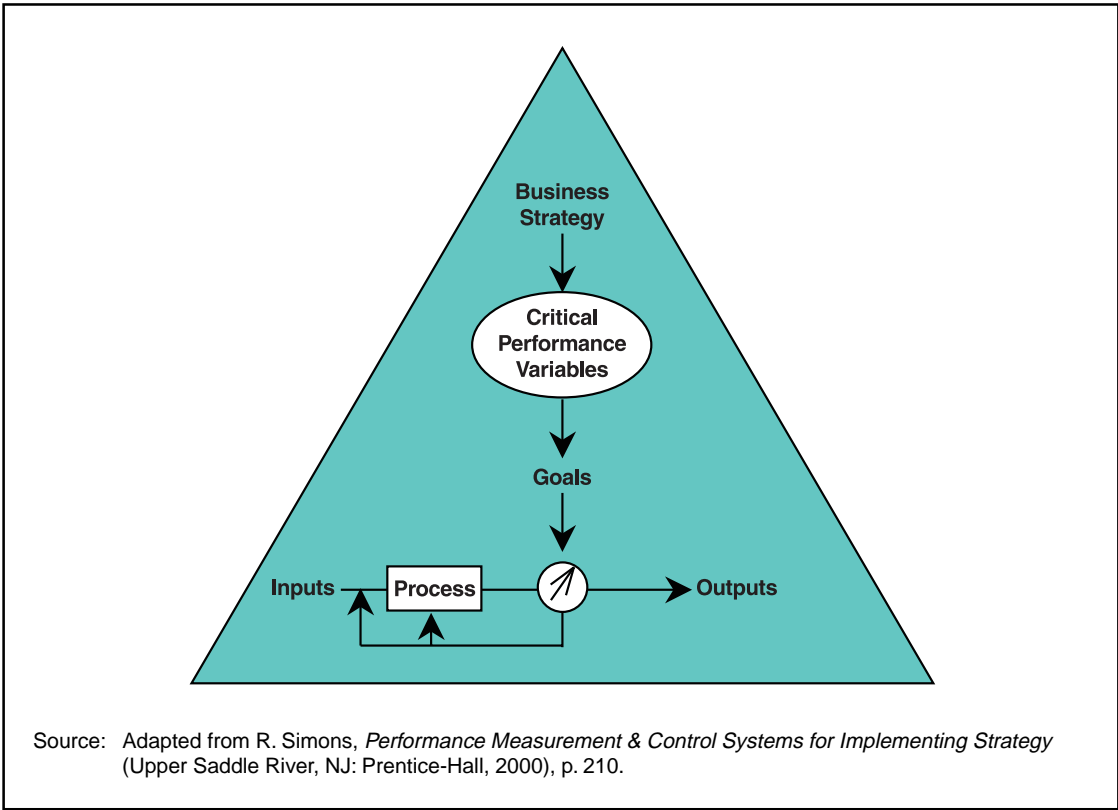 Business
Strategy
Critical
Performance
Variables
Goals
Inputs
Process
Outputs
Source: Adapted from R. Simons, Performance Measurement & Control Systems for Implementing Strategy
(Upper Saddle River, NJ: Prentice-Hall, 2000), p. 210.